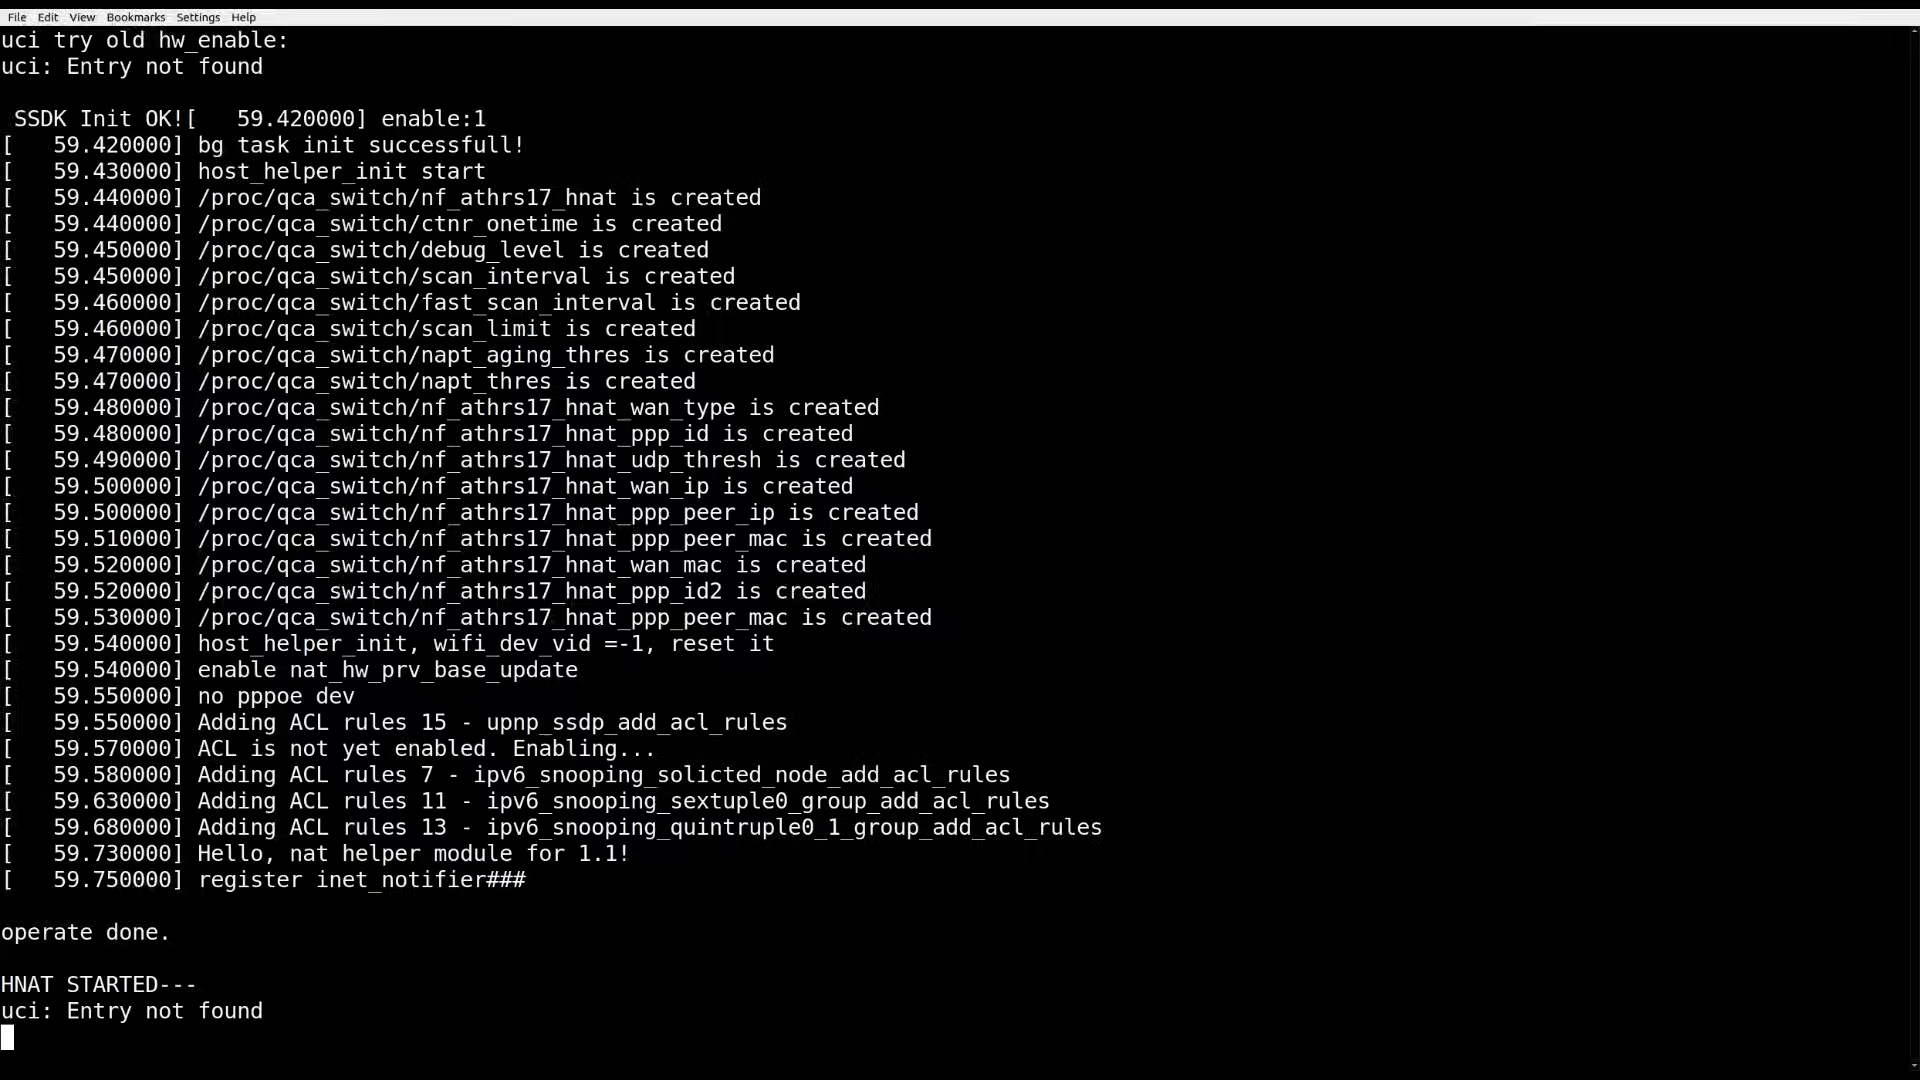 File Edit View Bookmarks Settings Help
uci try old hw_enable:
uci: Entry not found
SSDK Init OK![   59.420000] enable:1
[   59.420000] bg task init successfull!
[   59.430000] host_helper_init start
[   59.440000] /proc/qca_switch/nf_athrs17_hnat is created
[   59.440000] /proc/qca_switch/ctnr_onetime is created
[   59.450000] /proc/qca_switch/debug_level is created
[   59.450000] /proc/qca_switch/scan_interval is created
[   59.460000] /proc/qca_switch/fast_scan_interval is created
[   59.460000] /proc/qca_switch/scan_limit is created
[   59.470000] /proc/qca_switch/napt_aging_thres is created
[   59.470000] /proc/qca_switch/napt_thres is created
[   59.480000] /proc/qca_switch/nf_athrs17_hnat_wan_type is created
[   59.480000] /proc/qca_switch/nf_athrs17_hnat_ppp_id is created
[   59.490000] /proc/qca_switch/nf_athrs17_hnat_udp_thresh is created
[   59.500000] /proc/qca_switch/nf_athrs17_hnat_wan_ip is created
[   59.500000] /proc/qca_switch/nf_athrs17_hnat_ppp_peer_ip is created
[   59.510000] /proc/qca_switch/nf_athrs17_hnat_ppp_peer_mac is created
[   59.520000] /proc/qca_switch/nf_athrs17_hnat_wan_mac is created
[   59.520000] /proc/qca_switch/nf_athrs17_hnat_ppp_id2 is created
[   59.530000] /proc/qca_switch/nf_athrs17_hnat_ppp_peer_mac is created
[   59.540000] host_helper_init, wifi_dev_vid =-1, reset it
[   59.540000] enable nat_hw_prv_base_update
[   59.550000] no pppoe dev
[   59.550000] Adding ACL rules 15 - upnp_ssdp_add_acl_rules
[   59.570000] ACL is not yet enabled. Enabling...
[   59.580000] Adding ACL rules 7 - ipv6_snooping_solicted_node_add_acl_rules
[   59.630000] Adding ACL rules 11 - ipv6_snooping_sextuple0_group_add_acl_rules
[   59.680000] Adding ACL rules 13 - ipv6_snooping_quintruple0_1_group_add_acl_rules
[   59.730000] Hello, nat helper module for 1.1!
[   59.750000] register inet_notifier###
operate done.
HNAT STARTED---
uci: Entry not found